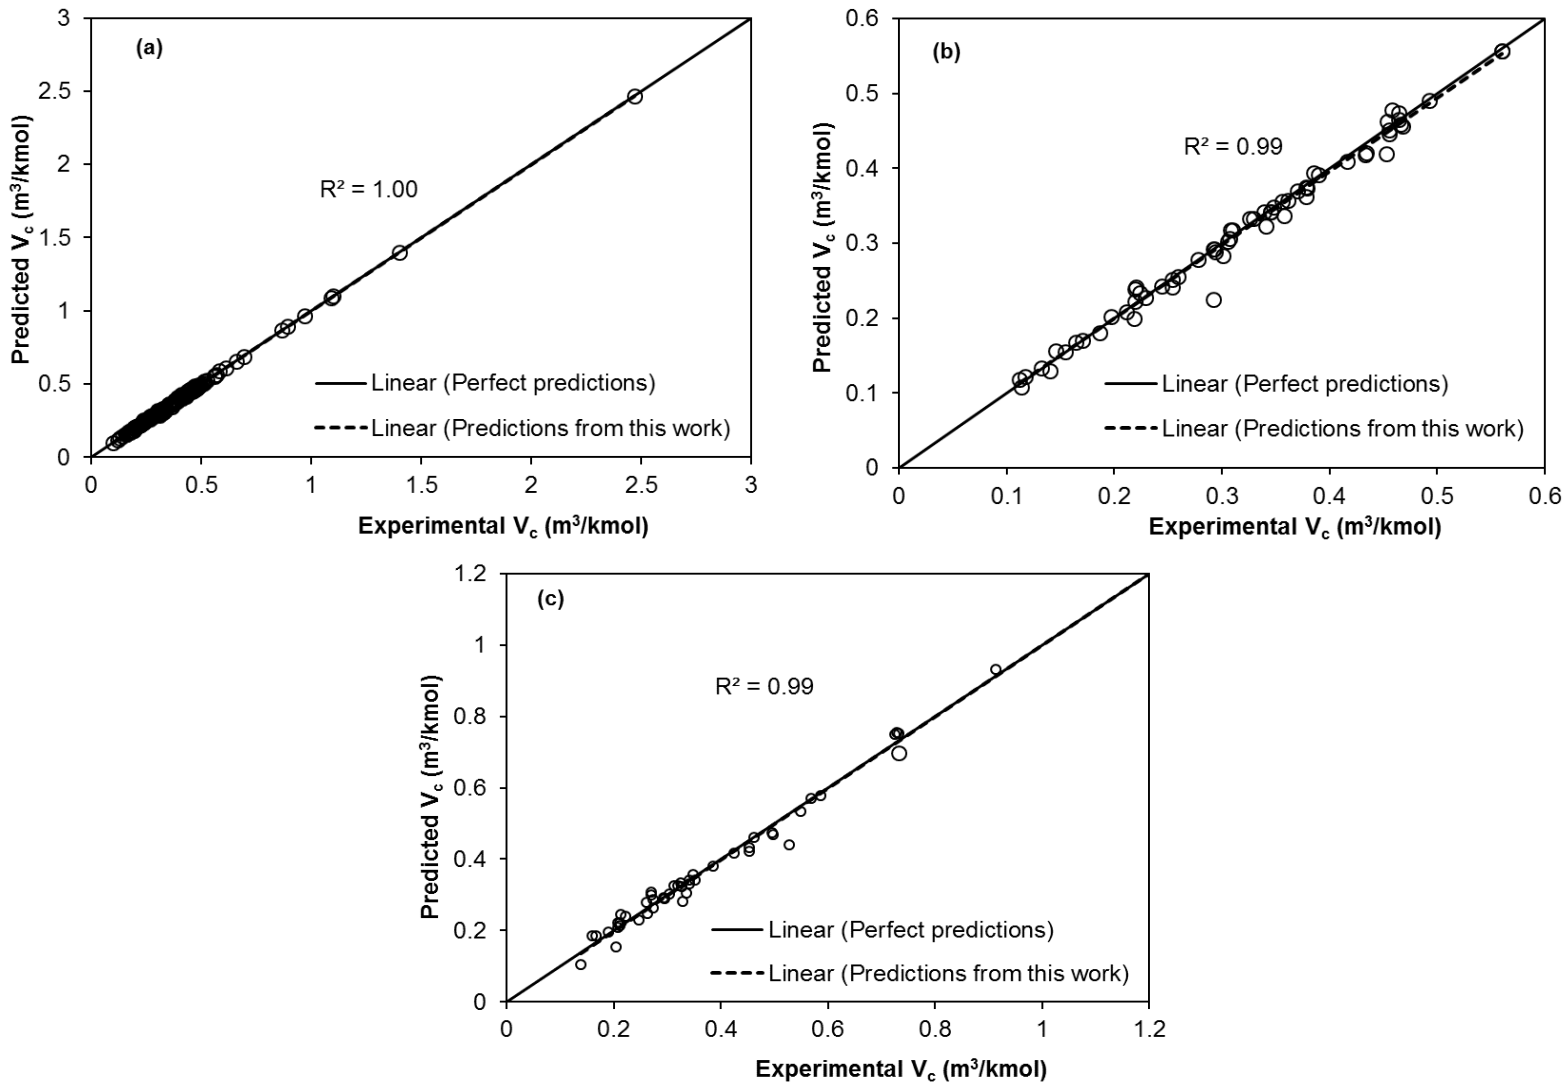 (a)
R² = 1.00
Linear (Perfect predictions)
Linear (Predictions from this work)
3
2.5
2
1.5
1
0.5
0
0 0.5 1 1.5 2 2.5 3
Predicted Vc (m³/kmol)
Experimental Vc (m³/kmol)
(b)
R² = 0.99
Linear (Perfect predictions)
Linear (Predictions from this work)
0.6
0.5
0.4
0.3
0.2
0.1
0
0 0.1 0.2 0.3 0.4 0.5 0.6
Predicted Vc (m³/kmol)
Experimental Vc (m³/kmol)
(c)
R² = 0.99
Linear (Perfect predictions)
Linear (Predictions from this work)
1.2
1
0.8
0.6
0.4
0.2
0
0 0.2 0.4 0.6 0.8 1 1.2
Predicted Vc (m³/kmol)
Experimental Vc (m³/kmol)